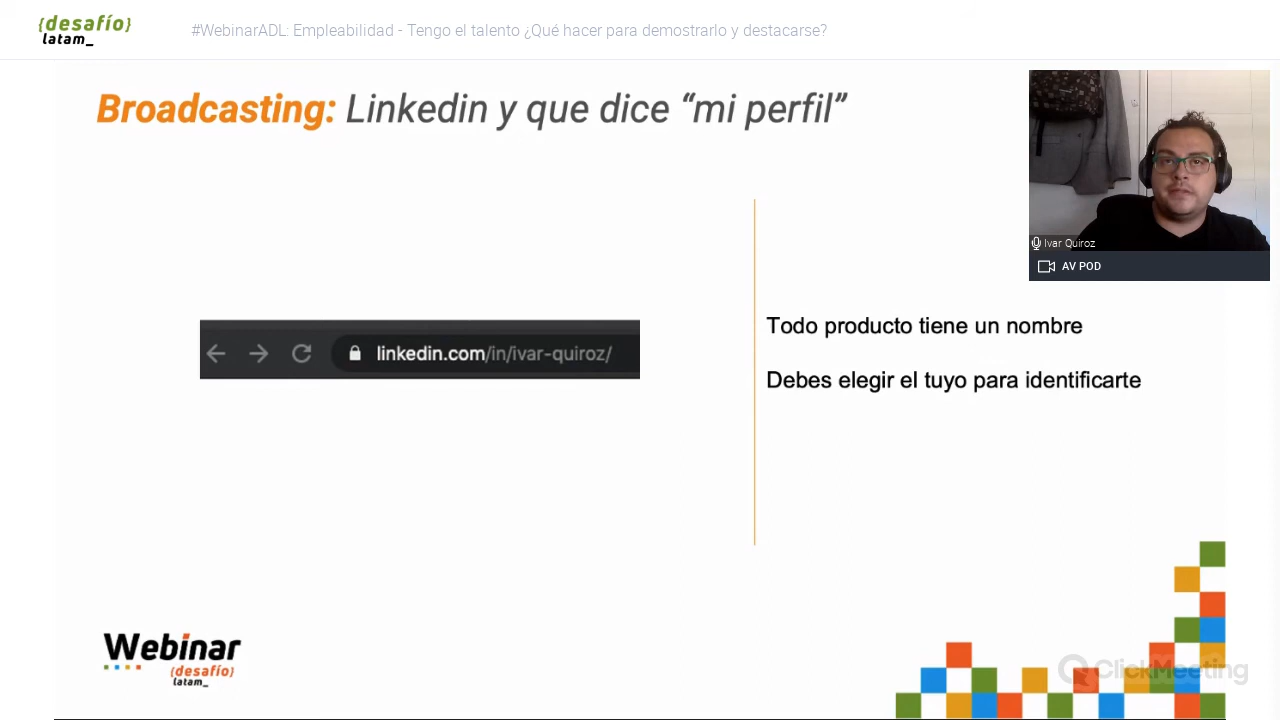 {desafío}
latam_
#WebinarADL: Empleabilidad - Tengo el talento ¿Qué hacer para demostrarlo y destacarse?
Broadcasting: Linkedin y que dice “mi perfil”
Ivar Quiroz
AV POD
linkedin.com/in/ivar-quiroz/
Todo producto tiene un nombre
Debes elegir el tuyo para identificarte
Webinar
{desafío}
latam_
ClickMeeting